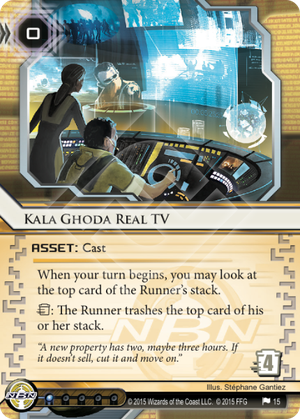 0
KALA GHODA REAL TV
ASSET: Cast
When your turn begins, you may look at
the top card of the Runner's stack.
: The Runner trashes the top card of his
or her stack.
"A new property has two, maybe three hours. If
it doesn't sell, cut it and move on."
4
NBN
Illus. Stéphane Gantiez
NBN
© 2015 Wizards of the Coast LLC. © 2015 FFG
15